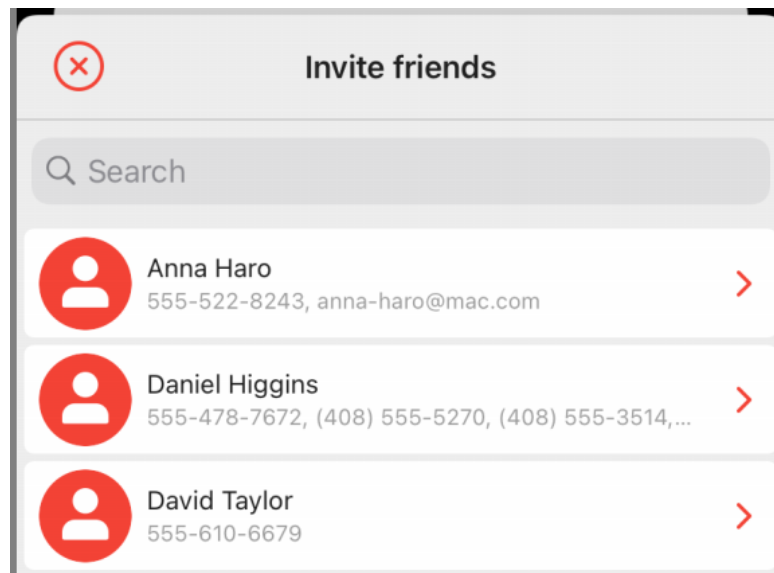 Invite friends
Search
Anna Haro
555-522-8243, anna-haro@mac.com
Daniel Higgins
555-478-7672, (408) 555-5270, (408) 555-3514,...
David Taylor
555-610-6679